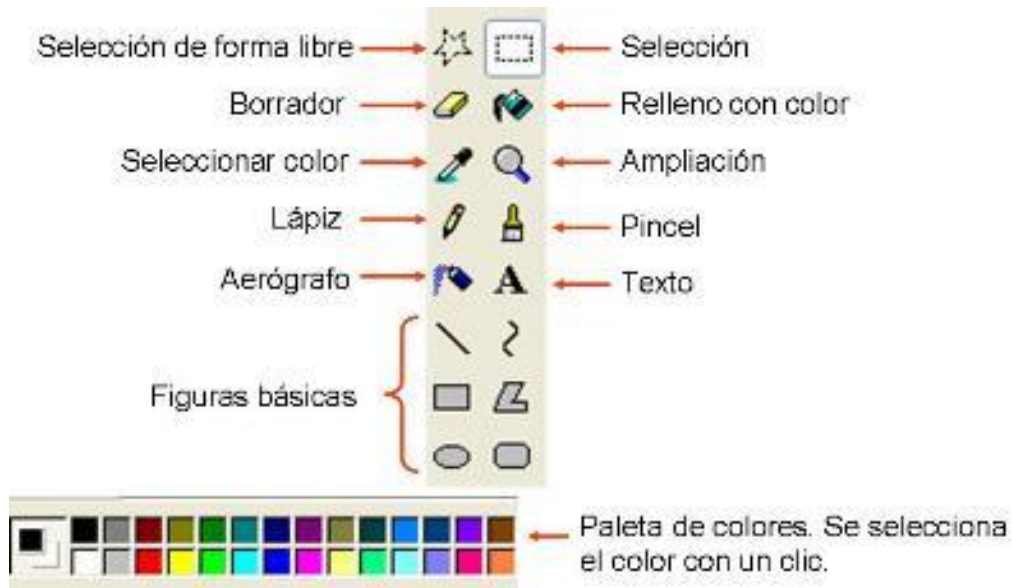 Selección de forma libre
Selección
Borrador
Relleno con color
Seleccionar color
Ampliación
Lápiz
Pincel
Aerógrafo
A
Texto
Figuras básicas
Paleta de colores. Se selecciona
el color con un clic.